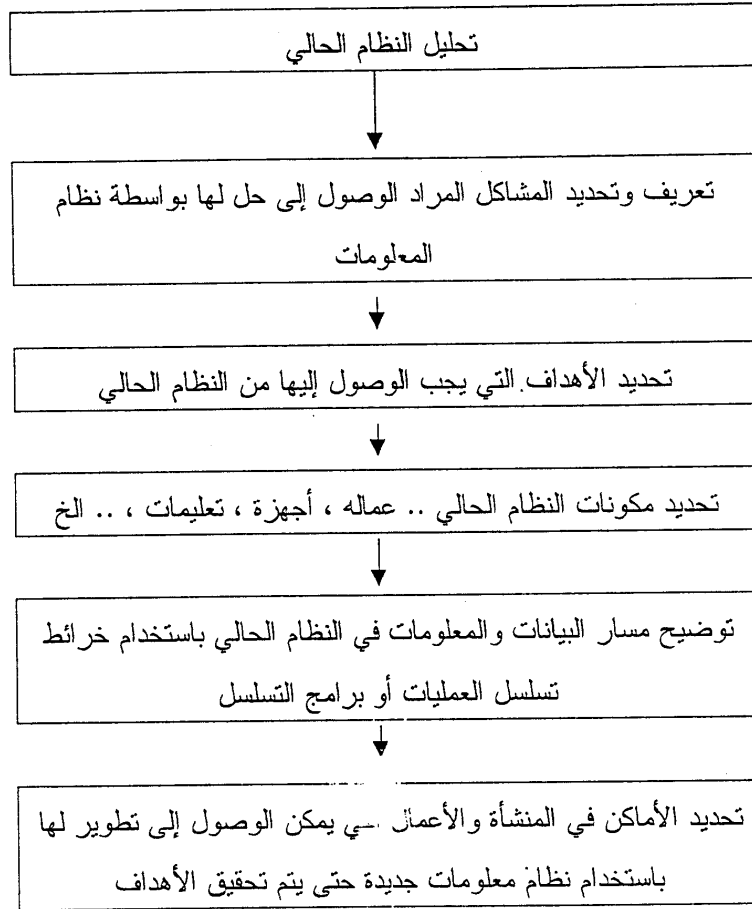 تحليل النظام الحالي
تعريف وتحديد المشاكل المراد الوصول إلى حل لها بواسطة نظام
المعلومات
تحديد الأهداف التي يجب الوصول إليها من النظام الحالي
تحديد مكونات النظام الحالي .. عماله ، أجهزة ، تعليمات ، .. الخ
توضيح مسار البيانات والمعلومات في النظام الحالي باستخدام خرائط
تسلسل العمليات أو برامج التسلسل
تحديد الأماكن في المنشأة والأعمال يمكن الوصول إلى تطوير لها
باستخدام نظام معلومات جديدة حتى يتم تحقيق الأهداف